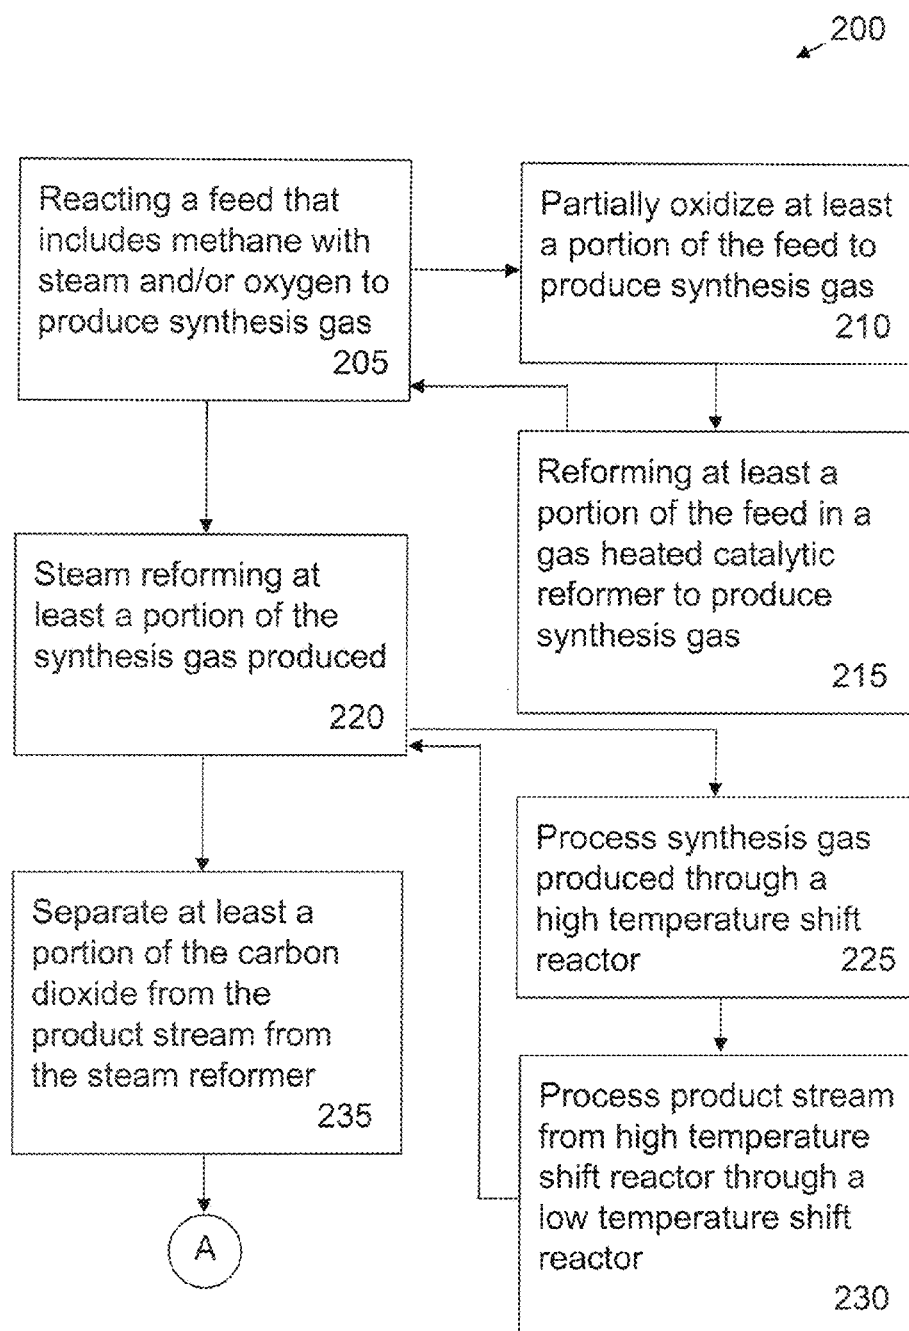 200
Reacting a feed that
includes methane with
steam and/or oxygen to
produce synthesis gas
205
Partially oxidize at least
a portion of the feed to
produce synthesis gas
210
Reforming at least a
portion of the feed in a
gas heated catalytic
reformer to produce
synthesis gas
215
Steam reforming at
least a portion of the
synthesis gas produced
220
Process synthesis gas
produced through a
high temperature shift
reactor 225
Process product stream
from high temperature
shift reactor through a
low temperature shift
reactor
230
Separate at least a
portion of the carbon
dioxide from the
product stream from
the steam reformer
235
A